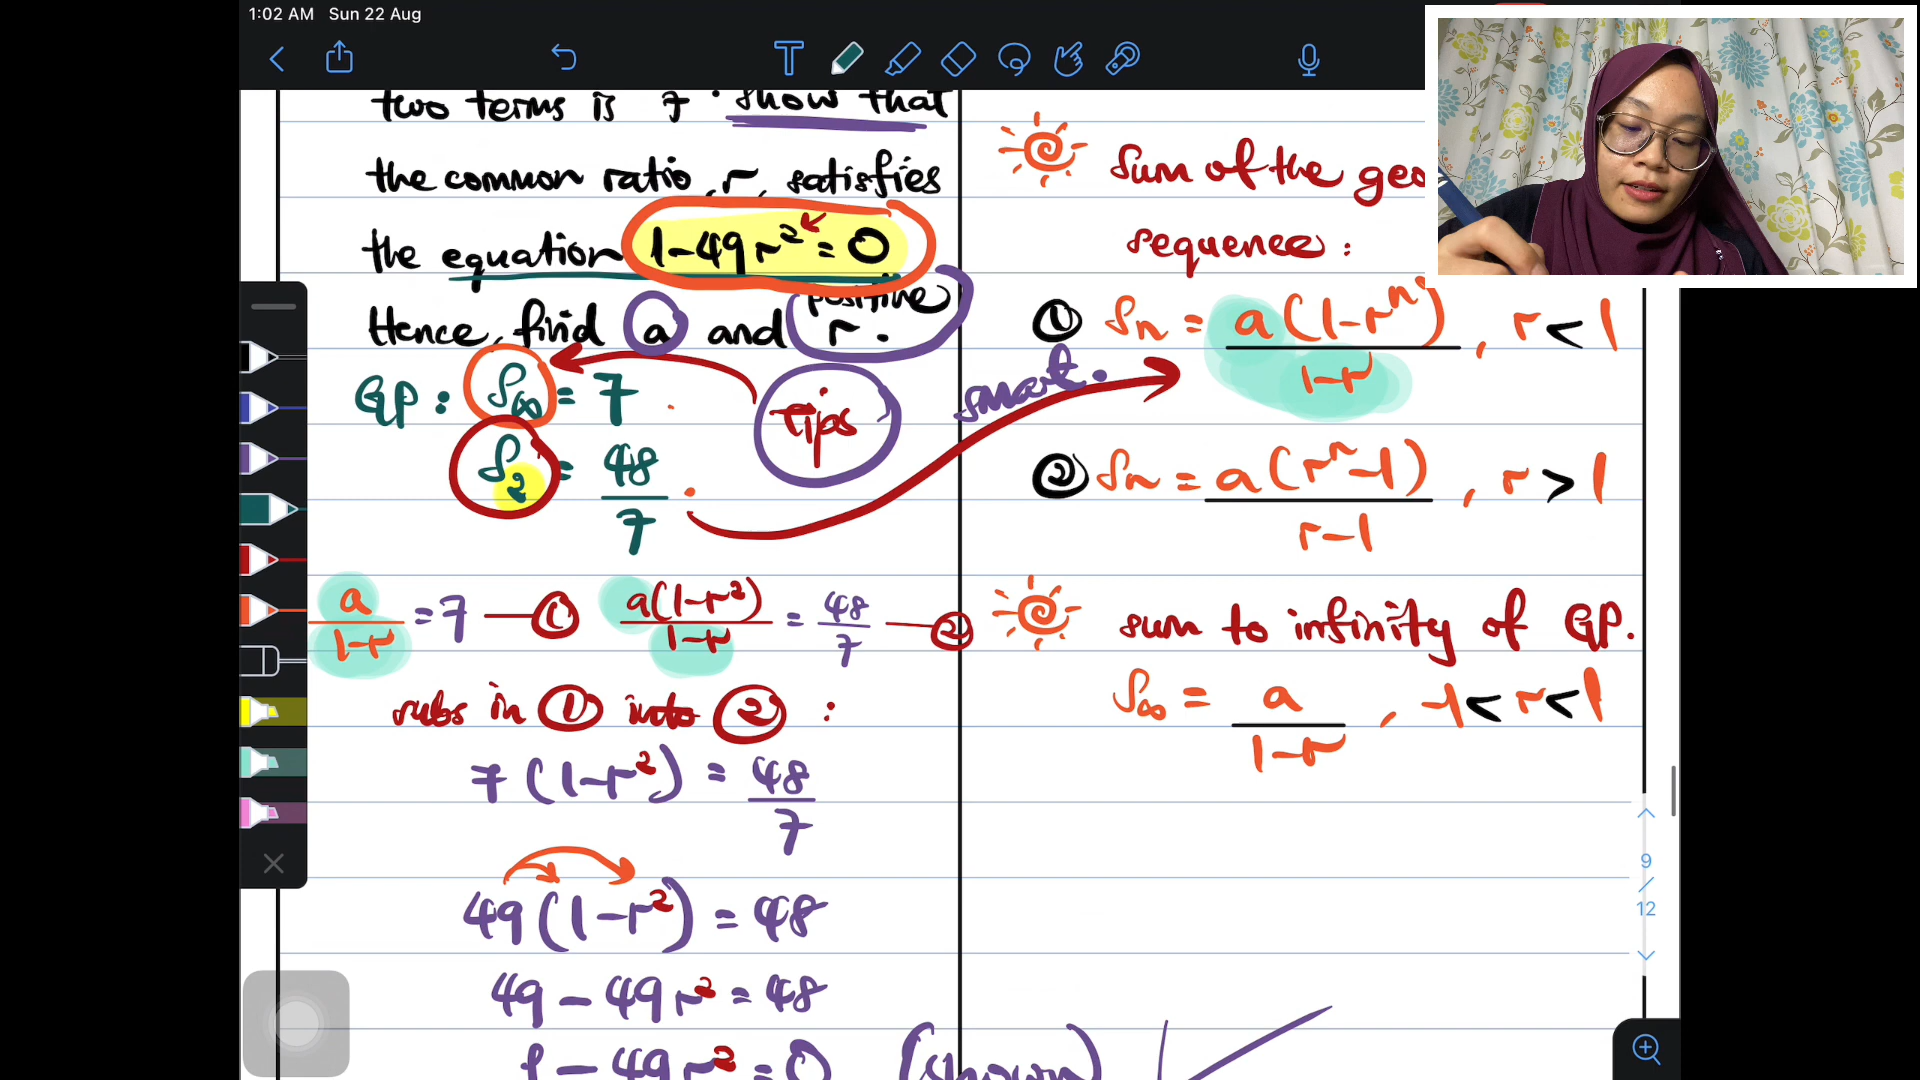 1:02 AM Sun 22 Aug
two terms is 7. Show that
the common ratio, r, satisfies
the equation 1-49r² = 0
Hence, find a and positive r.
GP: S∞ = 7.
S₂ = 48/7.
Tips
smart.
a/(1-r) = 7 — ①
a(1-r²)/(1-r) = 48/7 — ②
subs in ① into ② :
7(1-r²) = 48/7
49(1-r²) = 48
49 - 49r² = 48
1 - 49r² = 0 (shown)
Sum of the geo
sequence :
① Sn = a(1-rⁿ)/(1-r) , r < 1
② Sn = a(rⁿ-1)/(r-1) , r > 1
sum to infinity of GP.
S∞ = a/(1-r) , -1 < r < 1
9/12